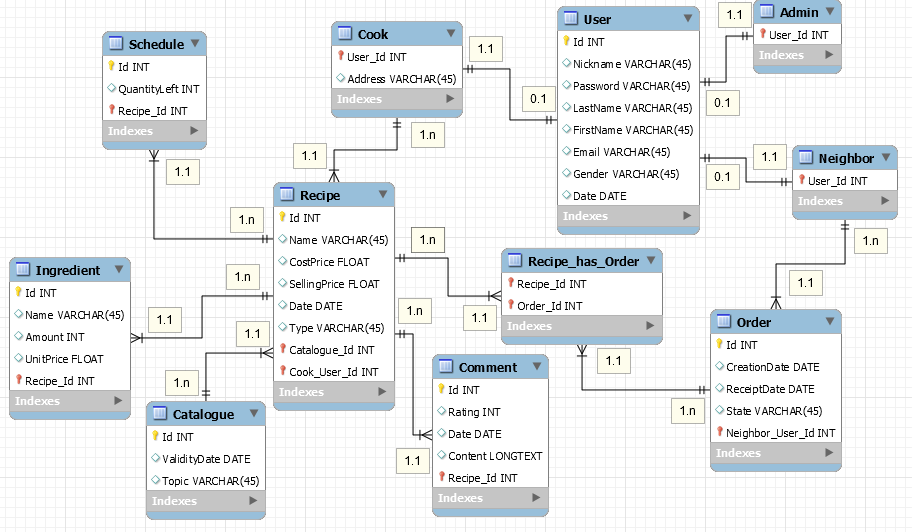 Schedule
Id INT
QuantityLeft INT
Recipe_Id INT
Indexes
1.1
1.n
Cook
User_Id INT
Address VARCHAR(45)
Indexes
1.1
0.1
1.n
1.1
User
Id INT
Nickname VARCHAR(45)
Password VARCHAR(45)
LastName VARCHAR(45)
FirstName VARCHAR(45)
Email VARCHAR(45)
Gender VARCHAR(45)
Date DATE
Indexes
1.1
0.1
Admin
User_Id INT
Indexes
1.1
0.1
Neighbor
User_Id INT
Indexes
1.n
1.1
Recipe
Id INT
Name VARCHAR(45)
CostPrice FLOAT
SellingPrice FLOAT
Date DATE
Type VARCHAR(45)
Catalogue_Id INT
Cook_User_Id INT
Indexes
1.n
1.1
Recipe_has_Order
Recipe_Id INT
Order_Id INT
Indexes
1.1
1.n
Ingredient
Id INT
Name VARCHAR(45)
Amount INT
UnitPrice FLOAT
Recipe_Id INT
Indexes
1.1
1.n
1.1
1.n
Catalogue
Id INT
ValidityDate DATE
Topic VARCHAR(45)
Indexes
1.n
1.1
Comment
Id INT
Rating INT
Date DATE
Content LONGTEXT
Recipe_Id INT
Indexes
Order
Id INT
CreationDate DATE
ReceiptDate DATE
State VARCHAR(45)
Neighbor_User_Id INT
Indexes